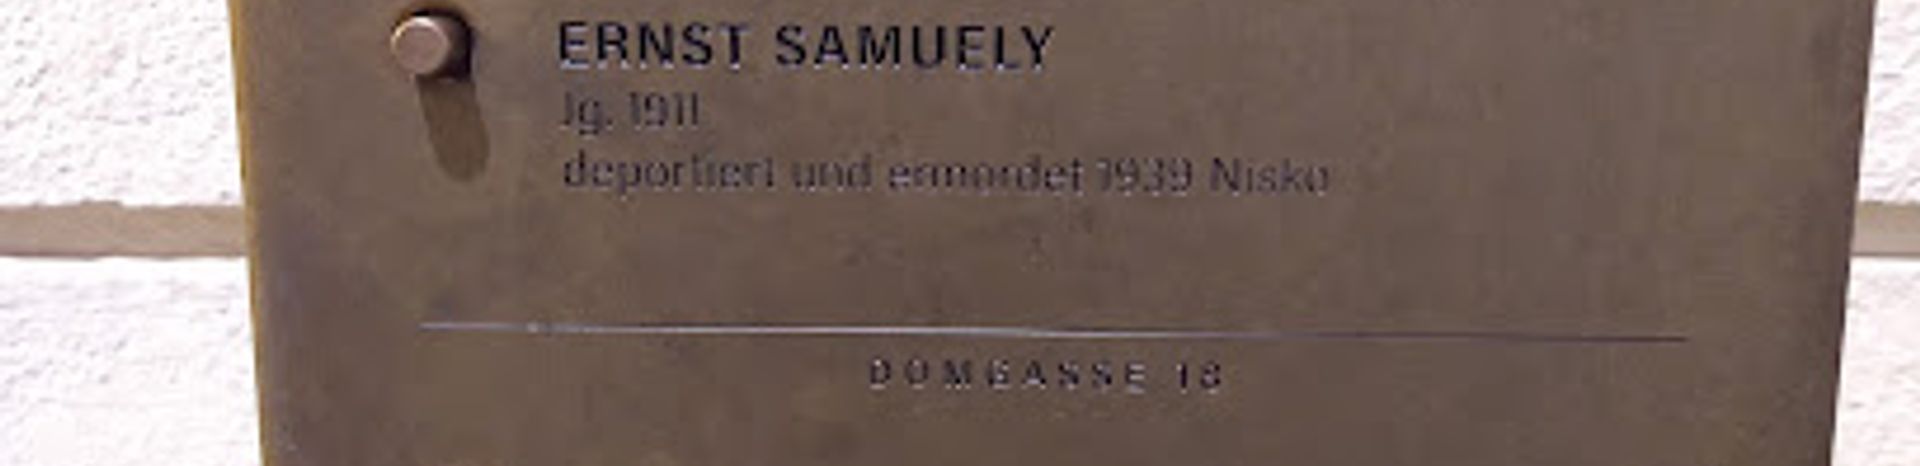 ERNST SAMUELY
Jg. 1911
deportiert und ermordet 1939 Nisko
DOMGASSE 18